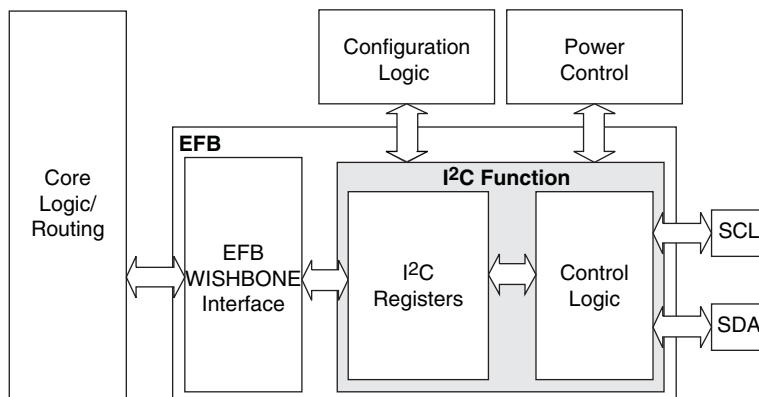 Configuration
Logic
Power
Control
EFB
I²C Function
Core
Logic/
Routing
EFB
WISHBONE
Interface
I²C
Registers
Control
Logic
SCL
SDA